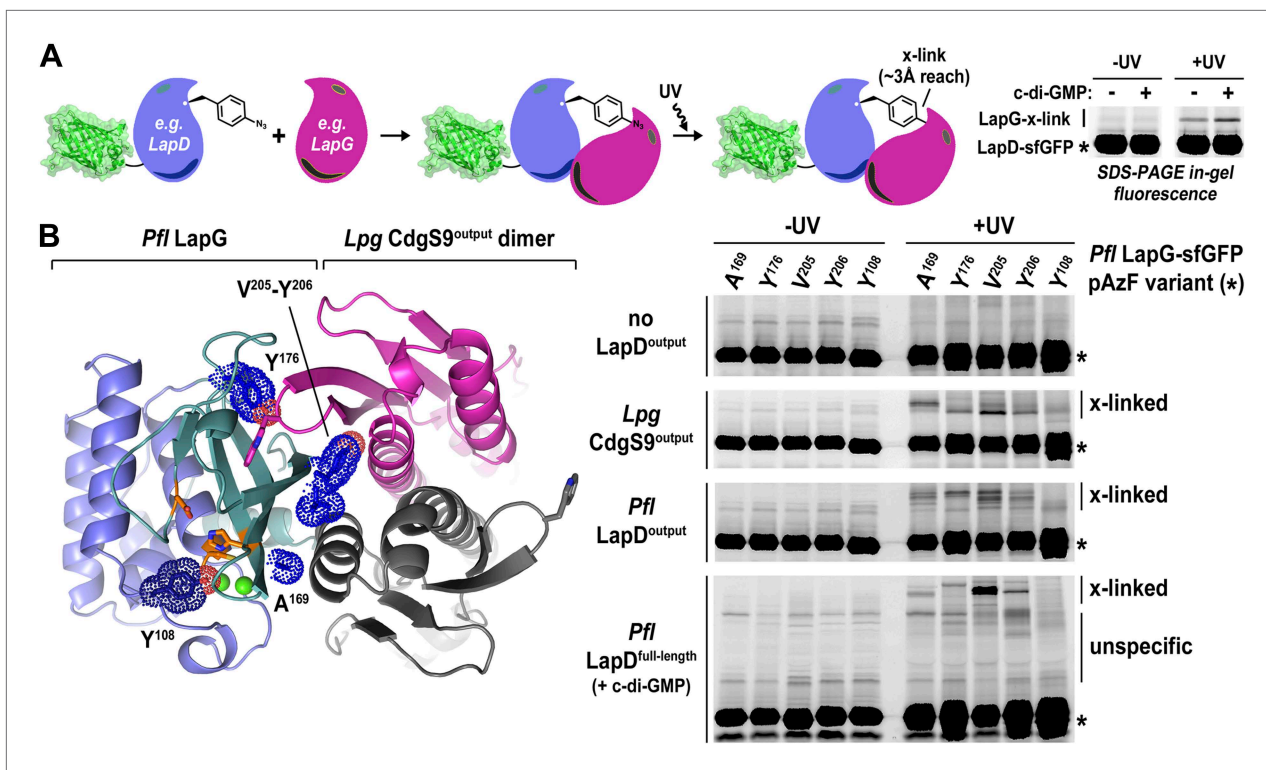 A
e.g.
LapD
N₃
+
e.g.
LapG
N₃
UV
x-link
(~3Å reach)
-UV +UV
c-di-GMP: - + - +
LapG-x-link
LapD-sfGFP *
SDS-PAGE in-gel
fluorescence
B
Pfl LapG
Lpg CdgS9output dimer
V205-Y206
Y176
A169
Y108
-UV +UV
A169 Y176 V205 Y206 Y108 A169 Y176 V205 Y206 Y108
Pfl LapG-sfGFP
pAzF variant (*)
no
LapDoutput
*
Lpg
CdgS9output
x-linked
*
Pfl
LapDoutput
x-linked
*
Pfl
LapDfull-length
(+ c-di-GMP)
x-linked
unspecific
*